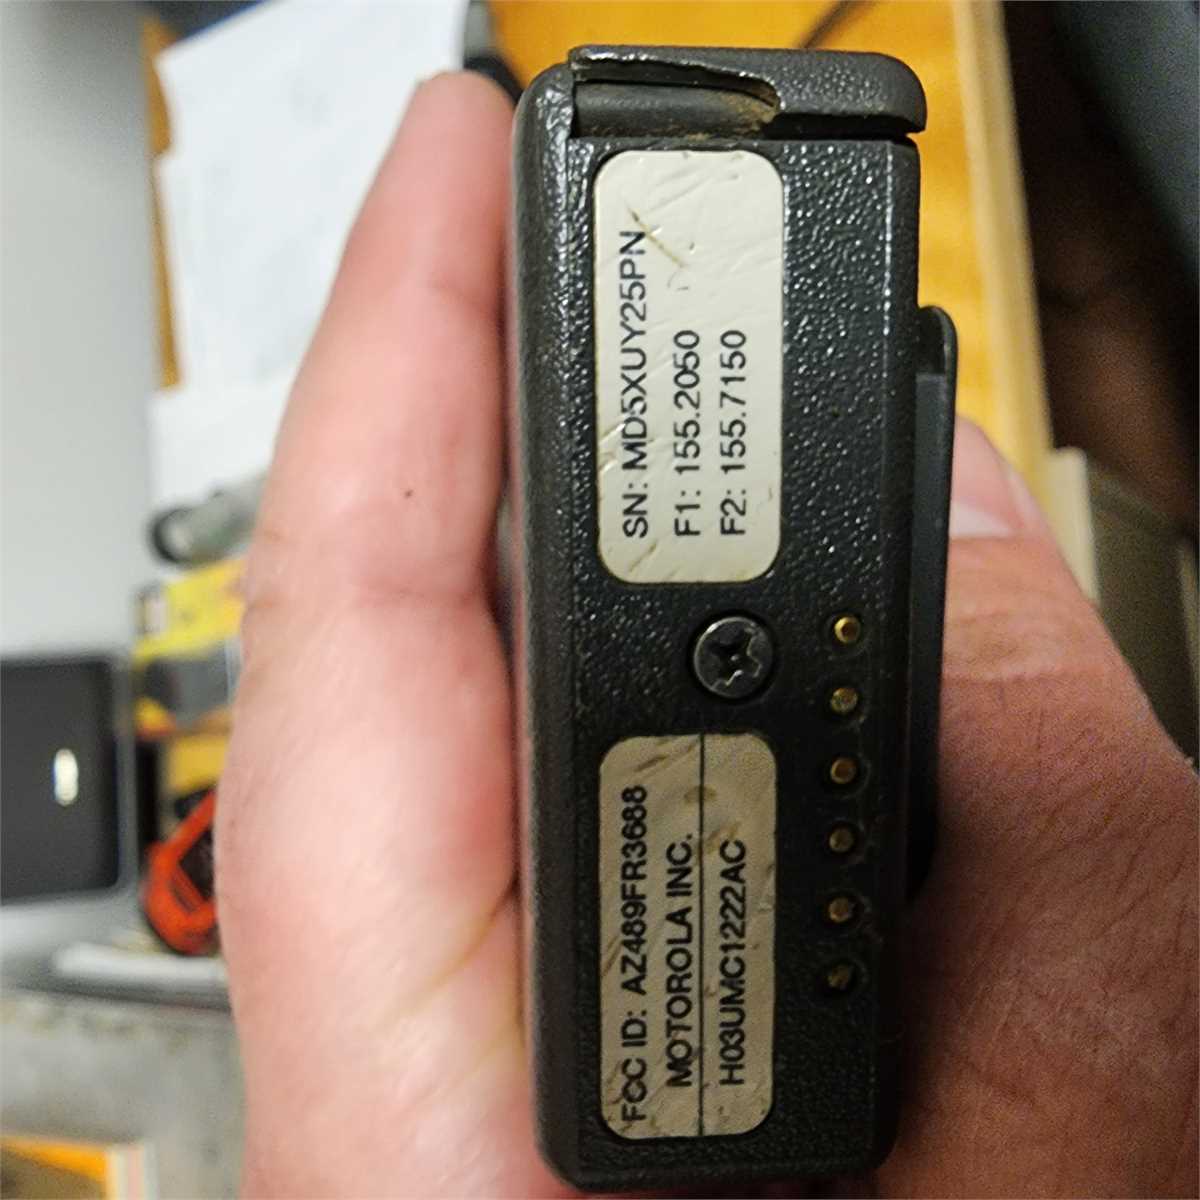 SN: MD5XUY25PN
F1: 155.2050
F2: 155.7150
FCC ID: AZ489FR3688
MOTOROLA INC.
H03UMC1222AC